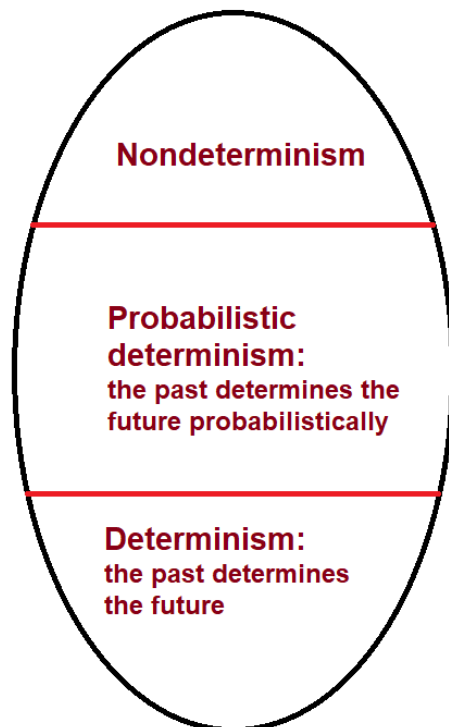 Nondeterminism
Probabilistic
determinism:
the past determines the
future probabilistically
Determinism:
the past determines
the future